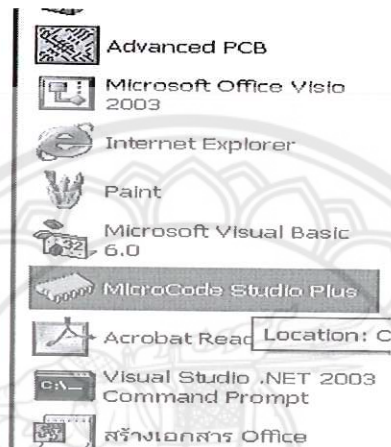 Advanced PCB
Microsoft Office Visio
2003
Internet Explorer
Paint
Microsoft Visual Basic
6.0
MicroCode Studio Plus
Acrobat Read Location: C
Visual Studio .NET 2003
Command Prompt
สร้างเอกสาร Office